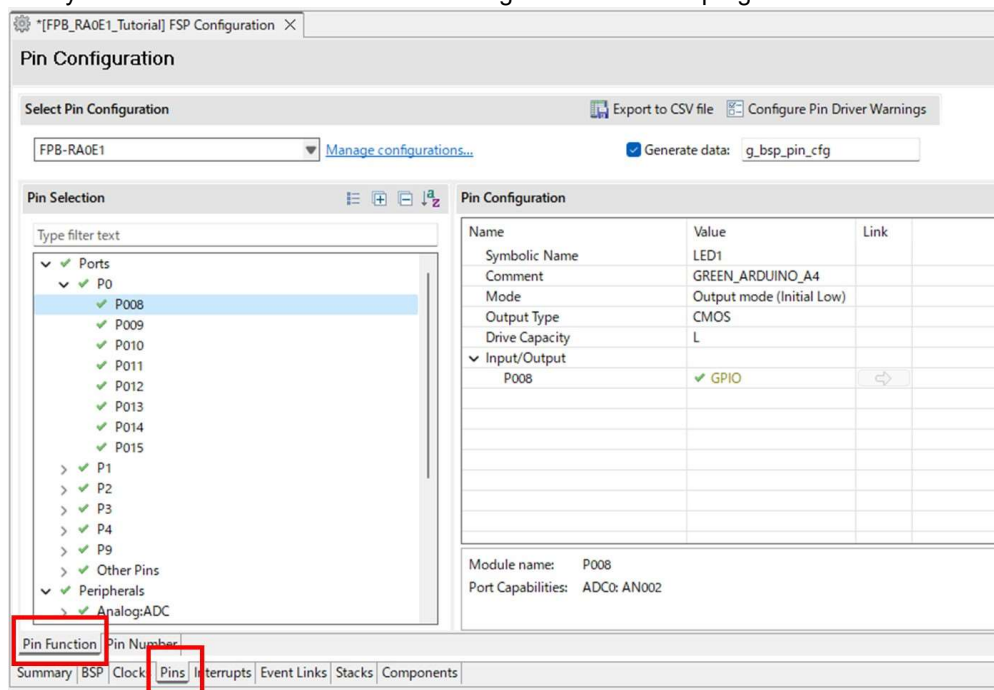 *[FPB_RA0E1_Tutorial] FSP Configuration
Pin Configuration
Select Pin Configuration
Export to CSV file
Configure Pin Driver Warnings
FPB-RA0E1
Manage configurations...
Generate data:
g_bsp_pin_cfg
Pin Selection
Type filter text
Ports
P0
P008
P009
P010
P011
P012
P013
P014
P015
P1
P2
P3
P4
P9
Other Pins
Peripherals
Analog:ADC
Pin Configuration
Name Value Link
Symbolic Name LED1
Comment GREEN_ARDUINO_A4
Mode Output mode (Initial Low)
Output Type CMOS
Drive Capacity L
Input/Output
P008 GPIO
Module name: P008
Port Capabilities: ADC0: AN002
Pin Function Pin Number
Summary BSP Clocks Pins Interrupts Event Links Stacks Components